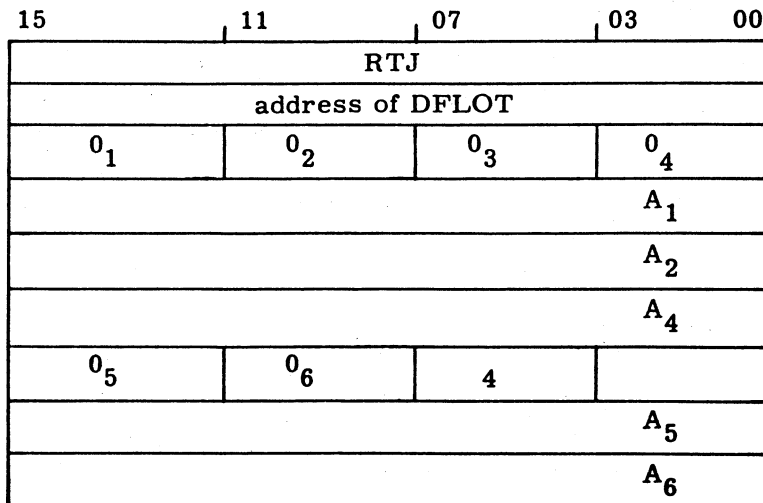 15 11 07 03 00
RTJ
address of DFLOT
0₁ 0₂ 0₃ 0₄
A₁
A₂
A₄
0₅ 0₆ 4
A₅
A₆